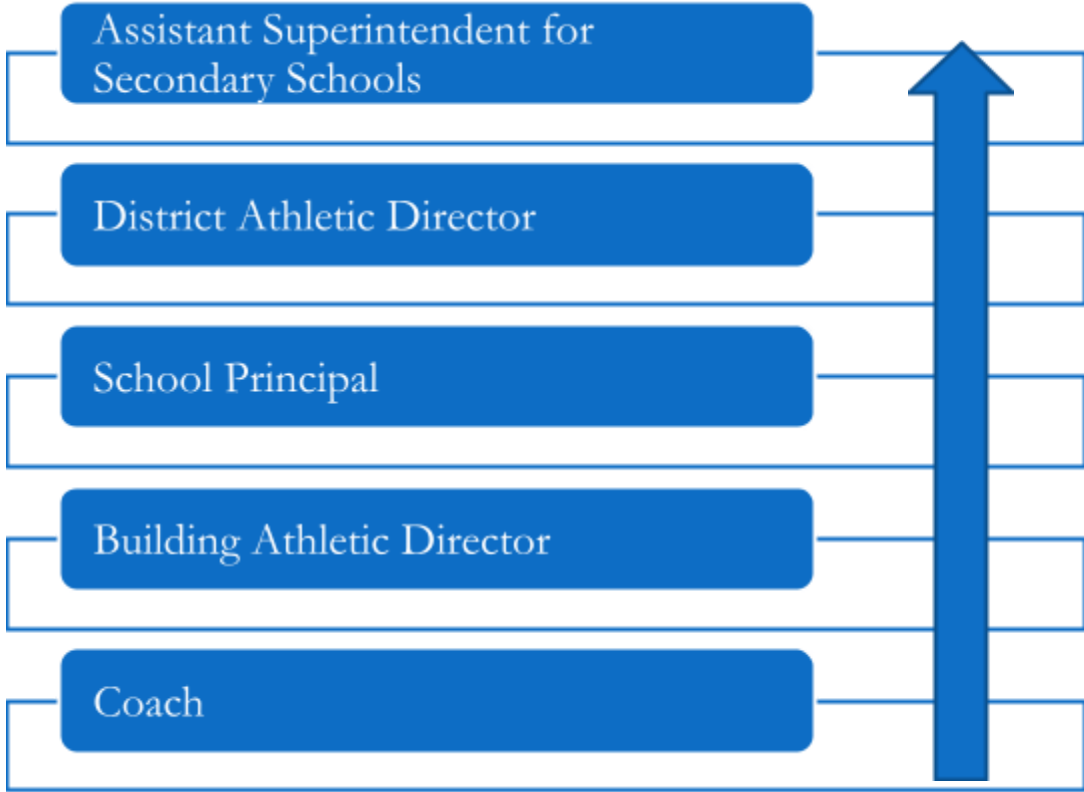 Assistant Superintendent for
Secondary Schools
District Athletic Director
School Principal
Building Athletic Director
Coach